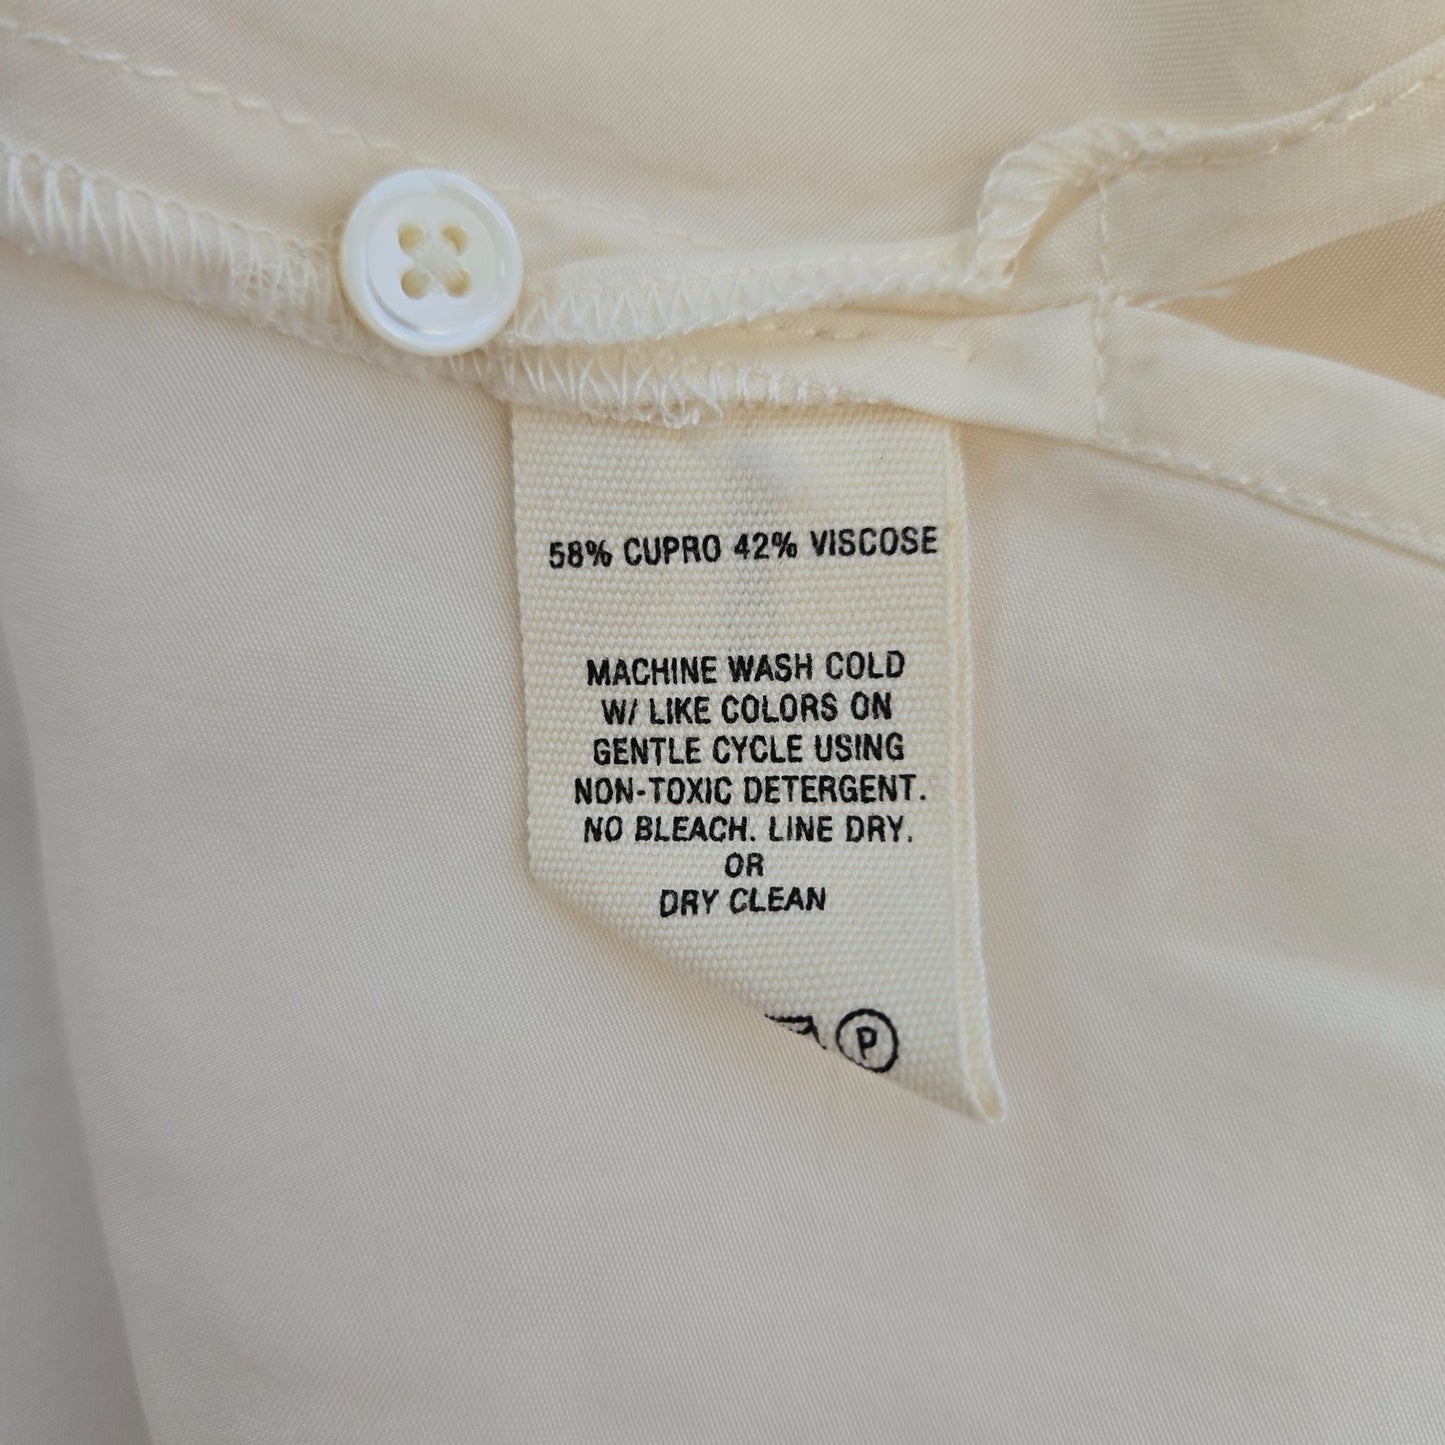 58% CUPRO 42% VISCOSE
MACHINE WASH COLD
W/ LIKE COLORS ON
GENTLE CYCLE USING
NON-TOXIC DETERGENT.
NO BLEACH. LINE DRY.
OR
DRY CLEAN
P